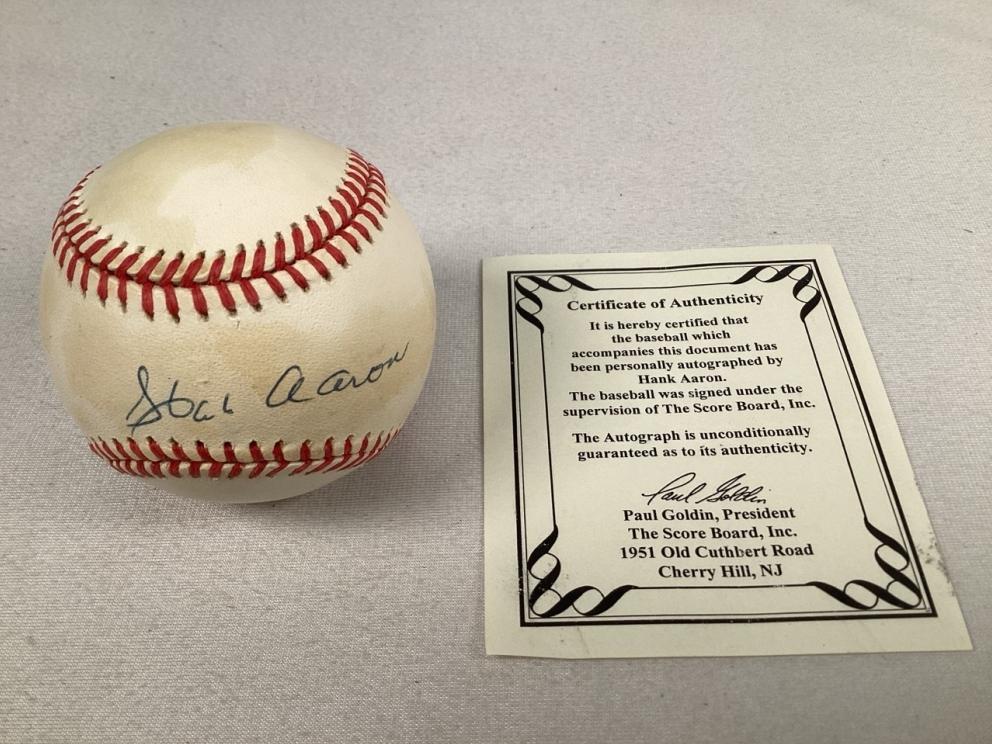 Hank Aaron
Certificate of Authenticity
It is hereby certified that
the baseball which
accompanies this document has
been personally autographed by
Hank Aaron.
The baseball was signed under the
supervision of The Score Board, Inc.
The Autograph is unconditionally
guaranteed as to its authenticity.
Paul Goldin
Paul Goldin, President
The Score Board, Inc.
1951 Old Cuthbert Road
Cherry Hill, NJ